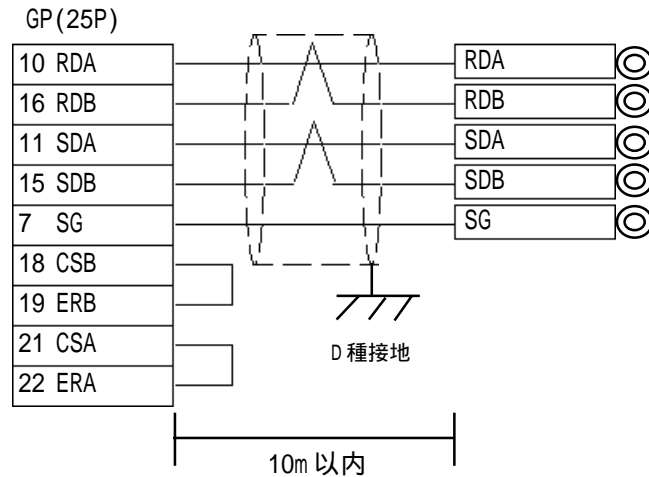 GP(25P)
10 RDA RDA
16 RDB RDB
11 SDA SDA
15 SDB SDB
7 SG SG
18 CSB
19 ERB
21 CSA
22 ERA
D種接地
10m以内